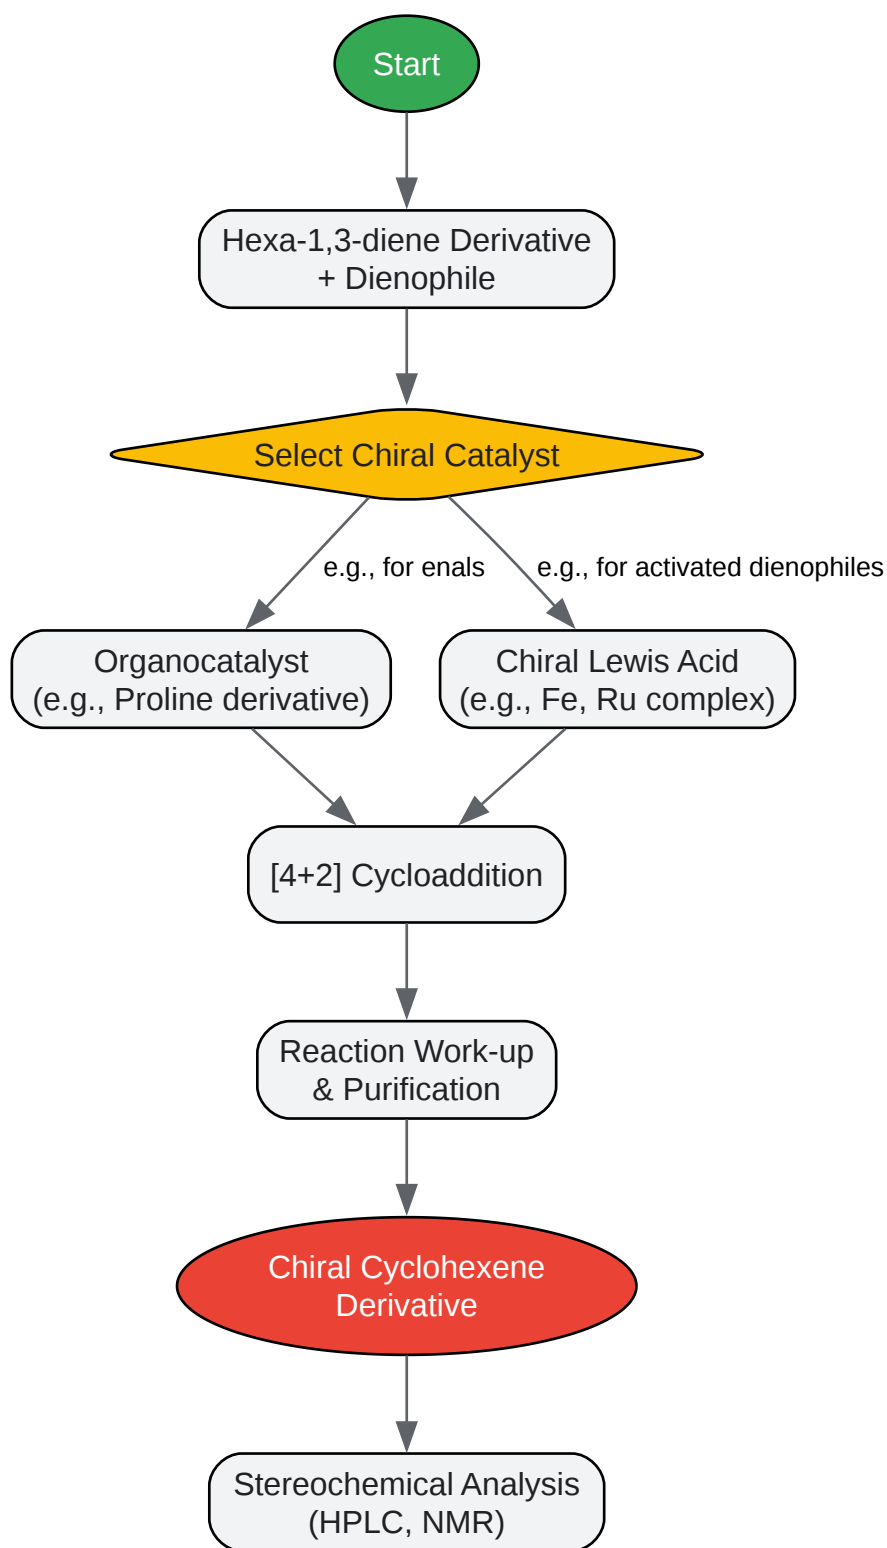 Start
Hexa-1,3-diene Derivative
+ Dienophile
Select Chiral Catalyst
e.g., for enals
e.g., for activated dienophiles
Organocatalyst
(e.g., Proline derivative)
Chiral Lewis Acid
(e.g., Fe, Ru complex)
[4+2] Cycloaddition
Reaction Work-up
& Purification
Chiral Cyclohexene
Derivative
Stereochemical Analysis
(HPLC, NMR)